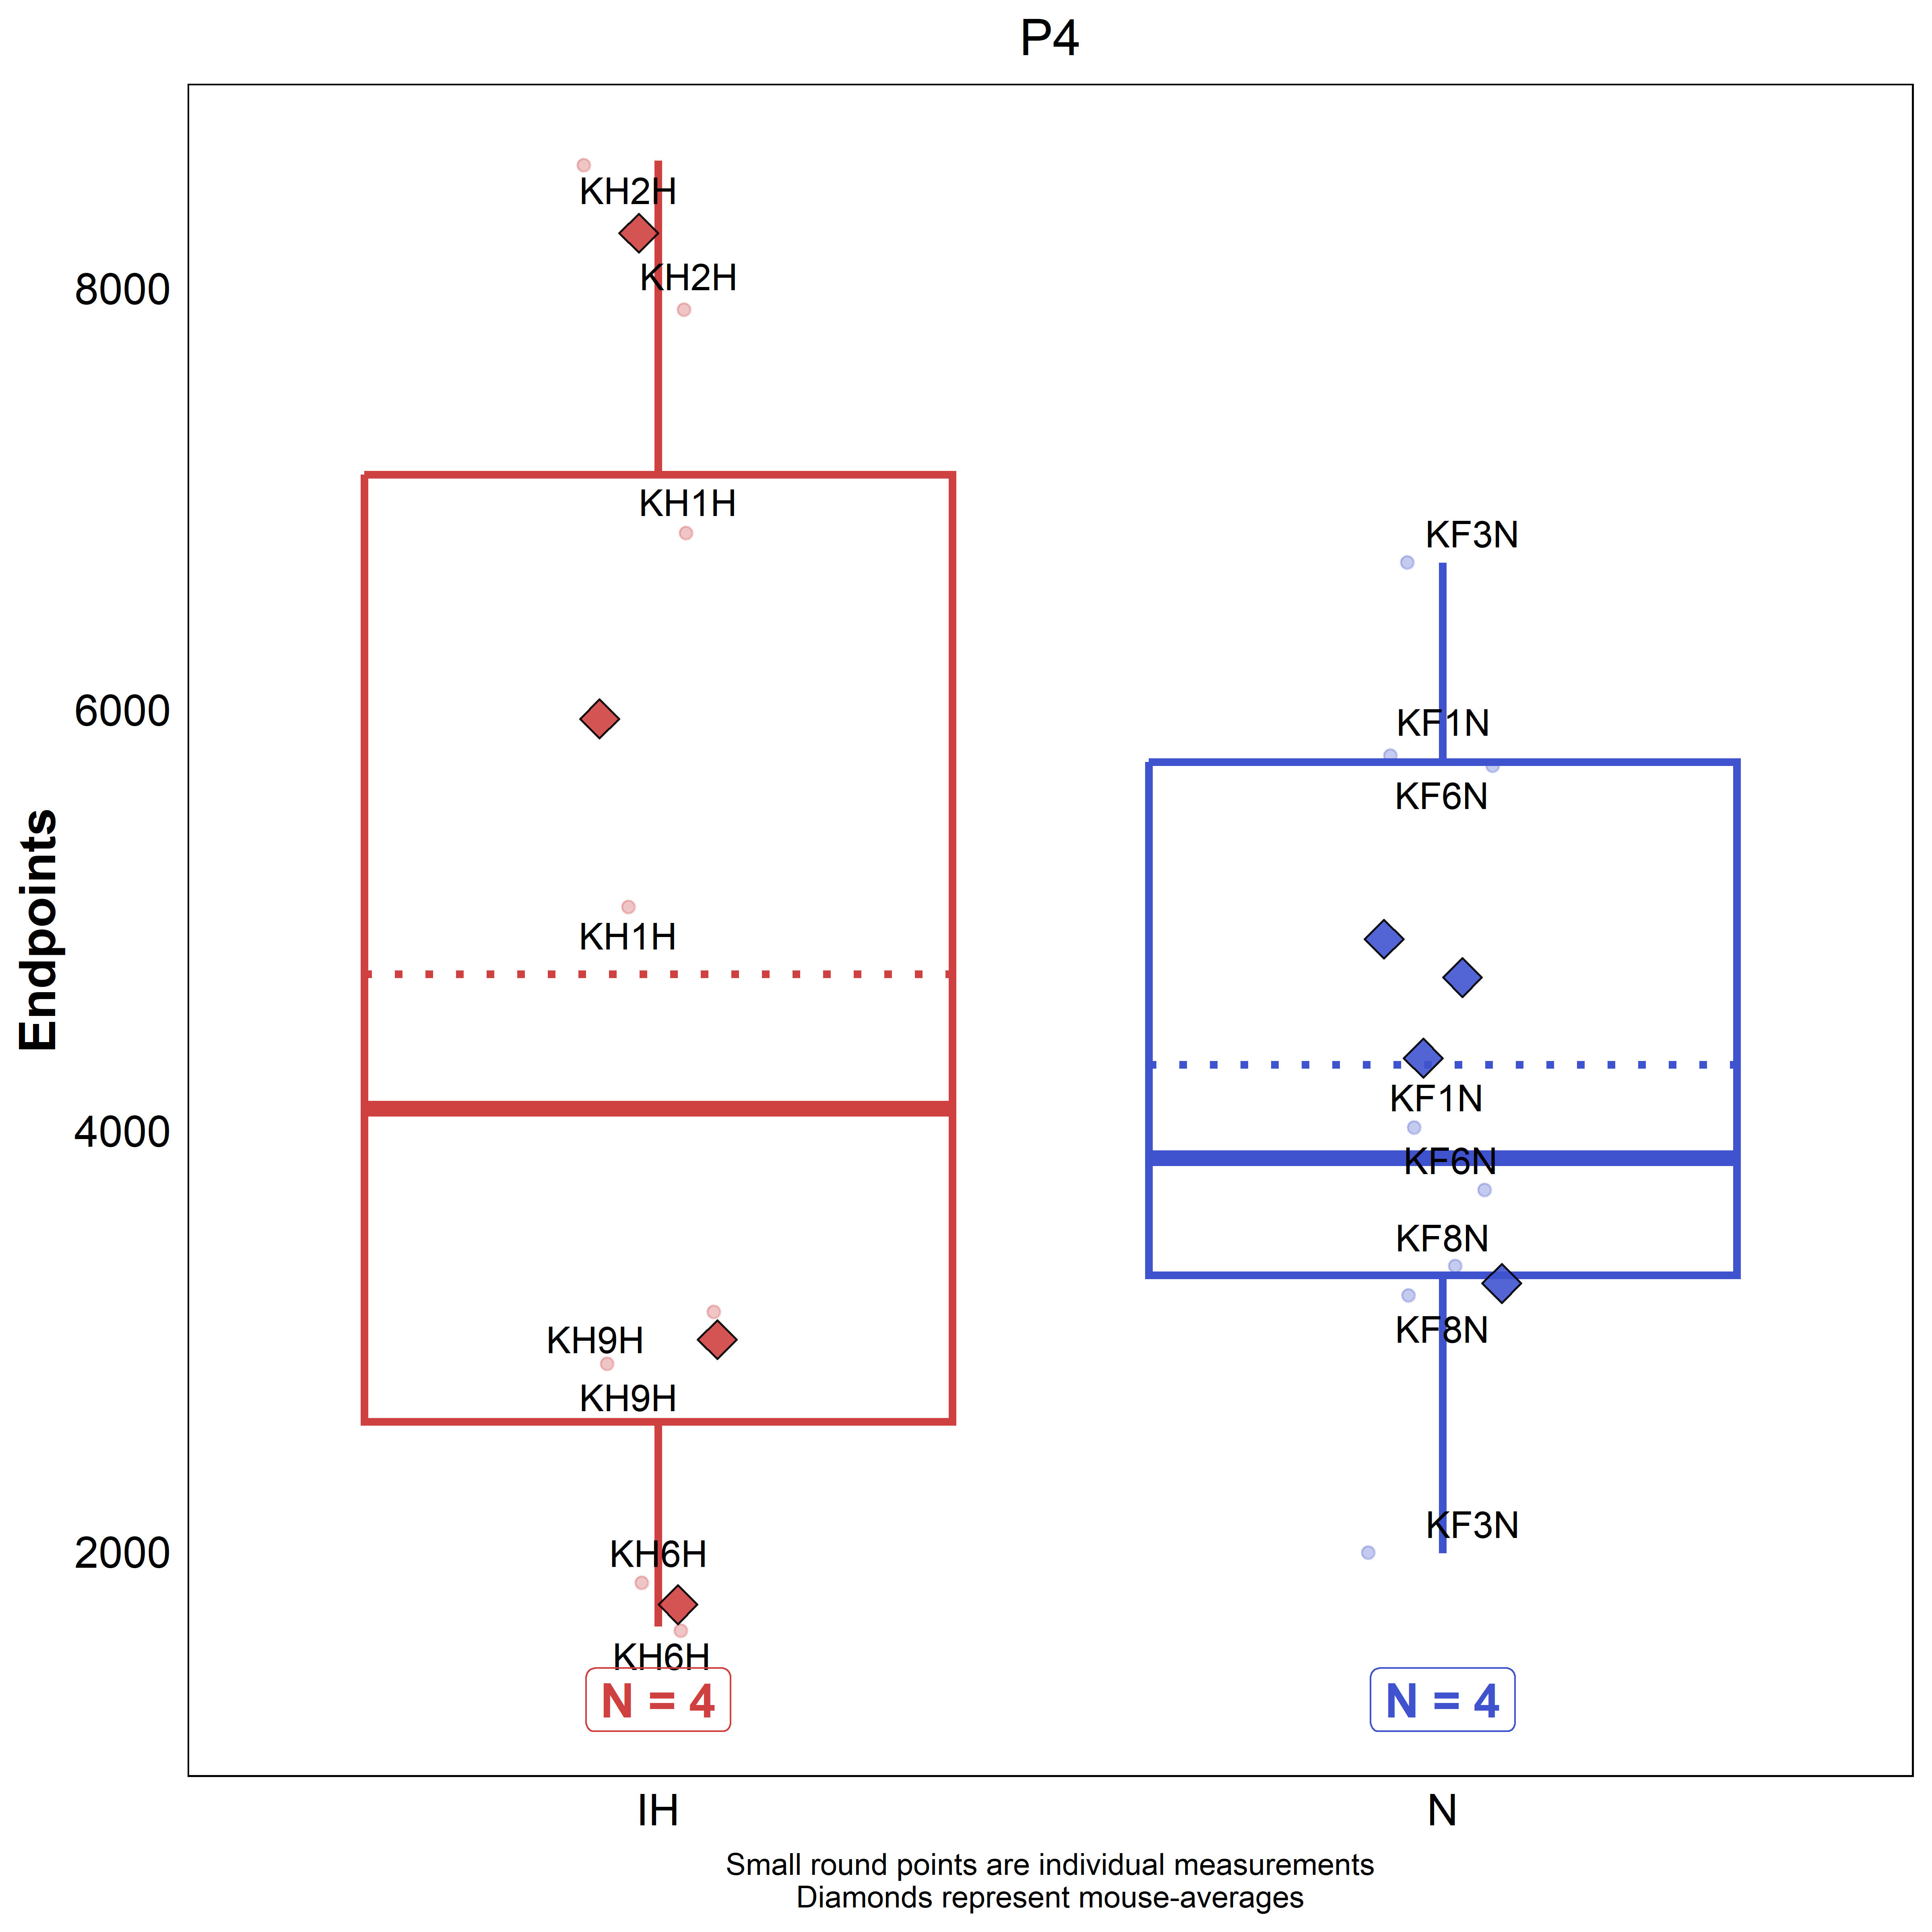 P4
Endpoints
8000
6000
4000
2000
KH2H
KH2H
KH1H
KH1H
KH9H
KH9H
KH6H
KH6H
N = 4
KF3N
KF1N
KF6N
KF1N
KF6N
KF8N
KF8N
KF3N
N = 4
IH
N
Small round points are individual measurements
Diamonds represent mouse-averages